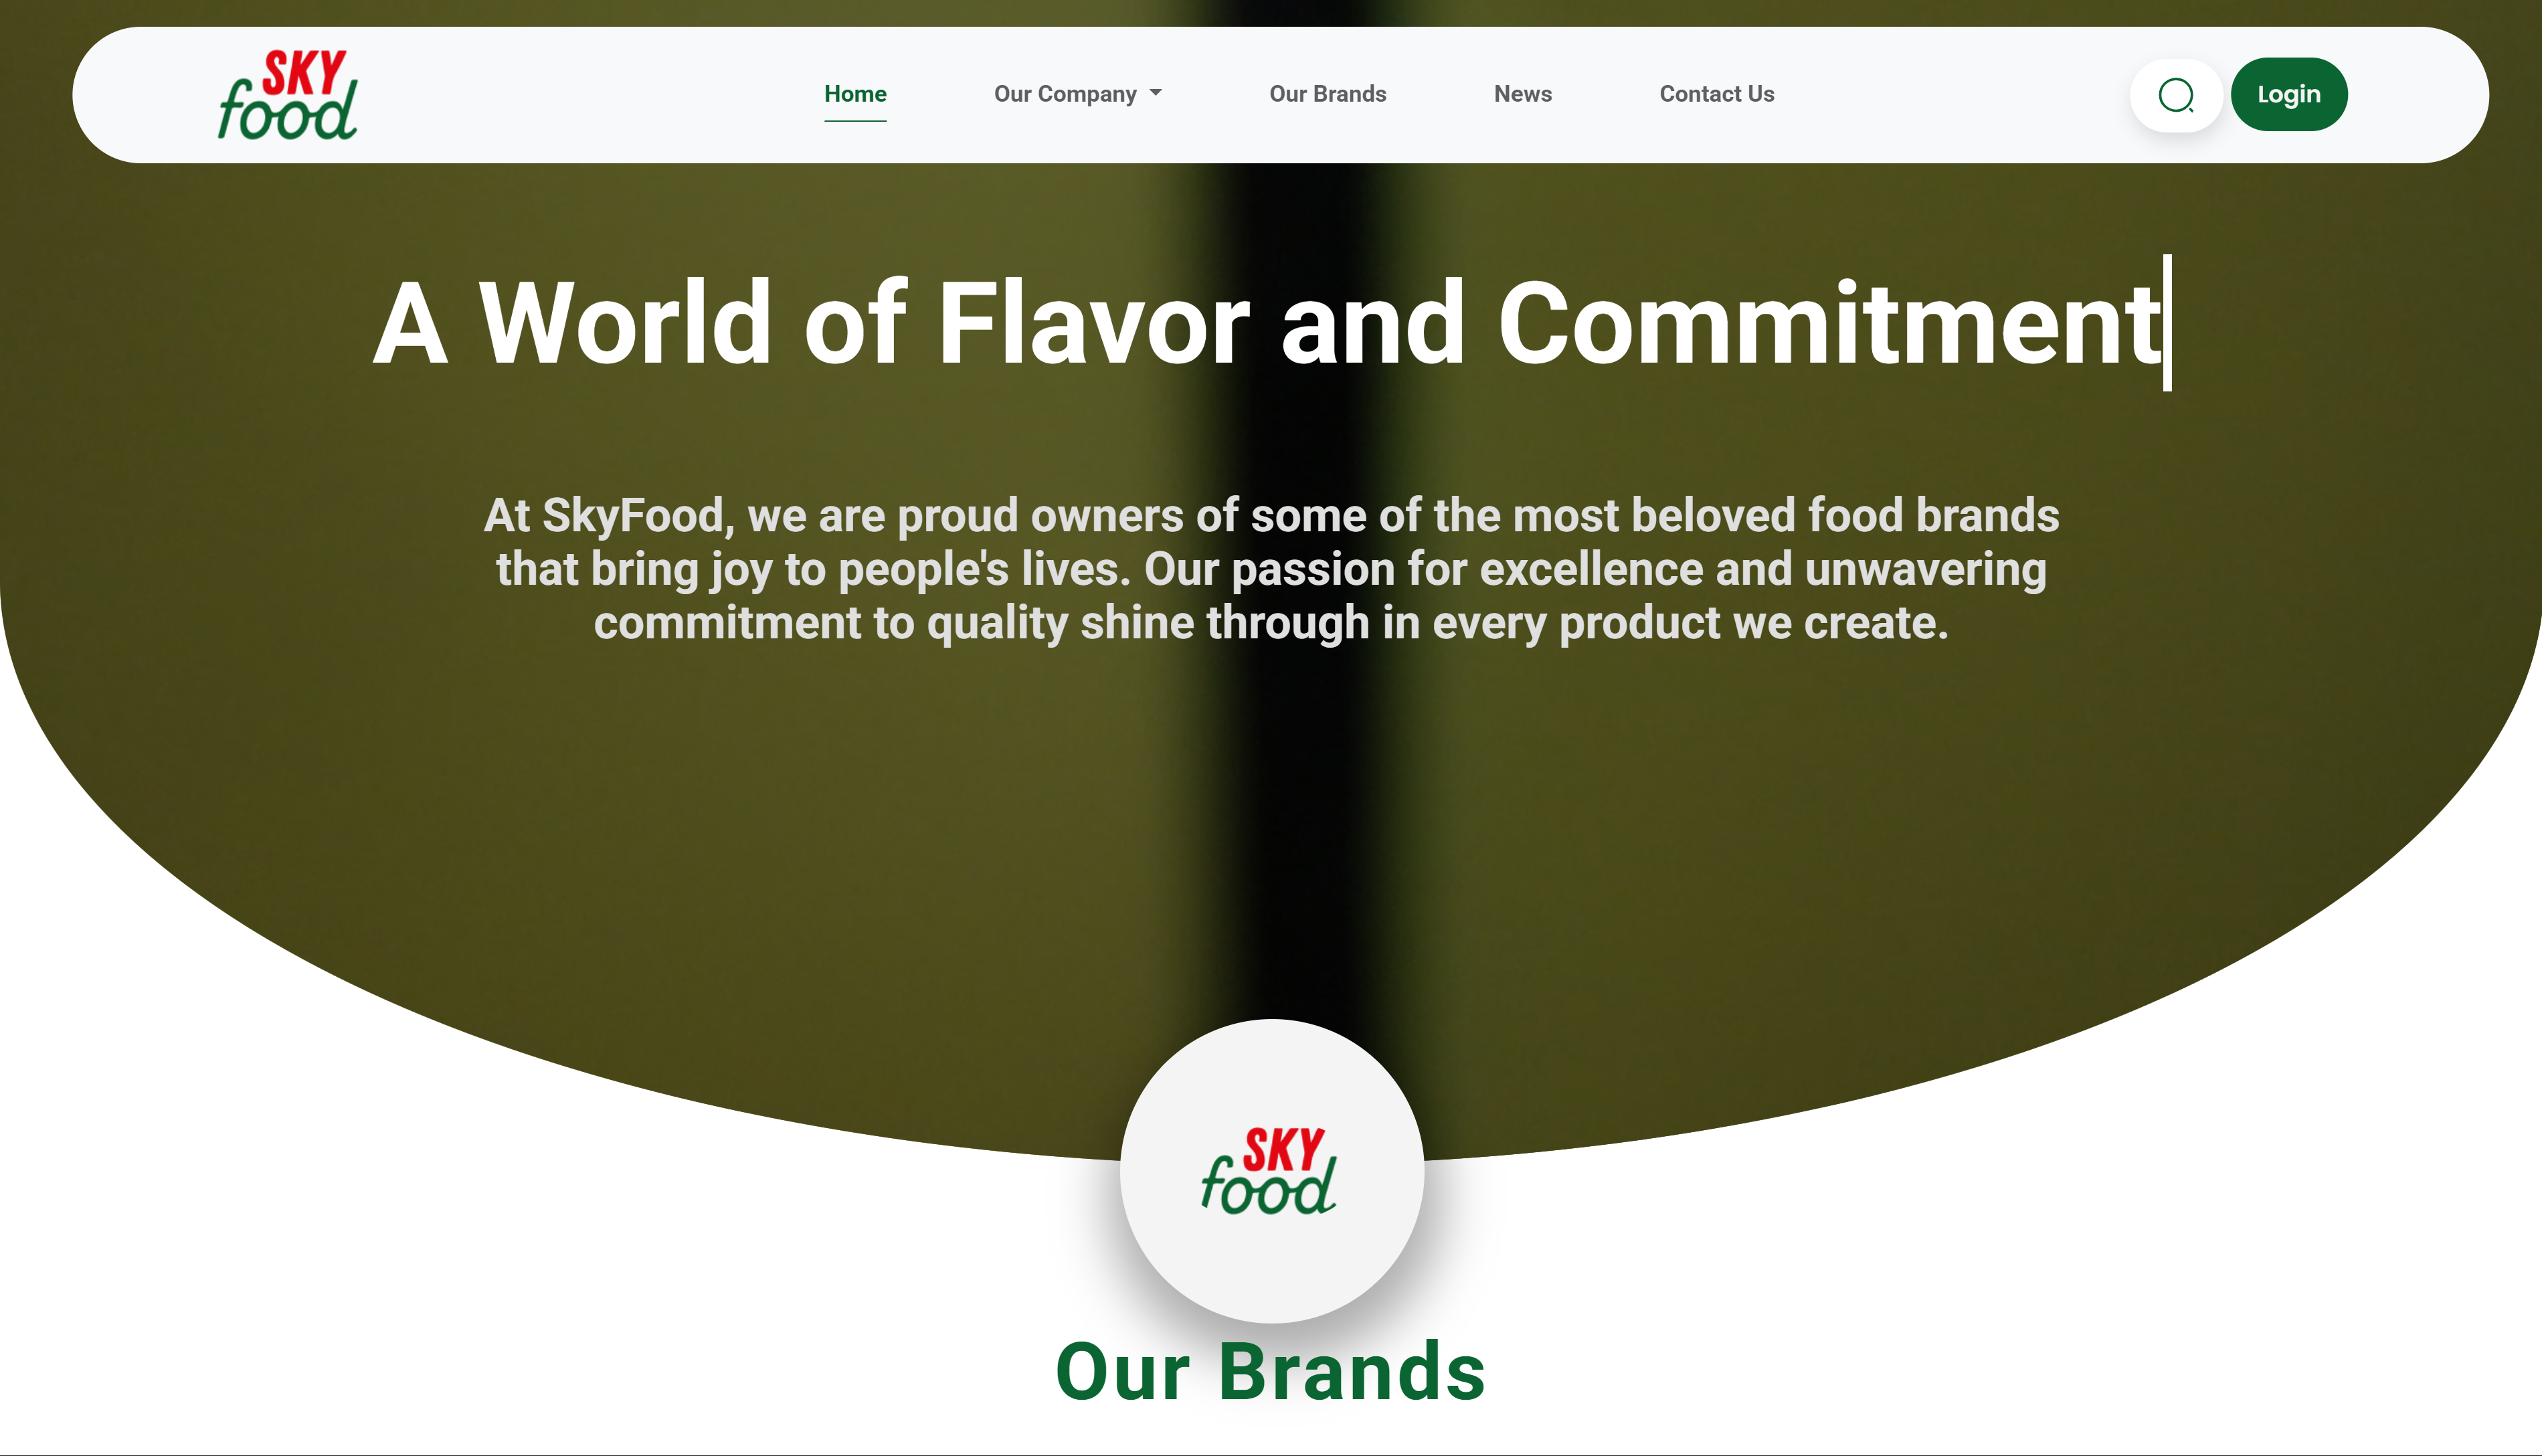 SKY
food
Home
Our Company
Our Brands
News
Contact Us
Login
A World of Flavor and Commitment
At SkyFood, we are proud owners of some of the most beloved food brands
that bring joy to people's lives. Our passion for excellence and unwavering
commitment to quality shine through in every product we create.
SKY
food
Our Brands